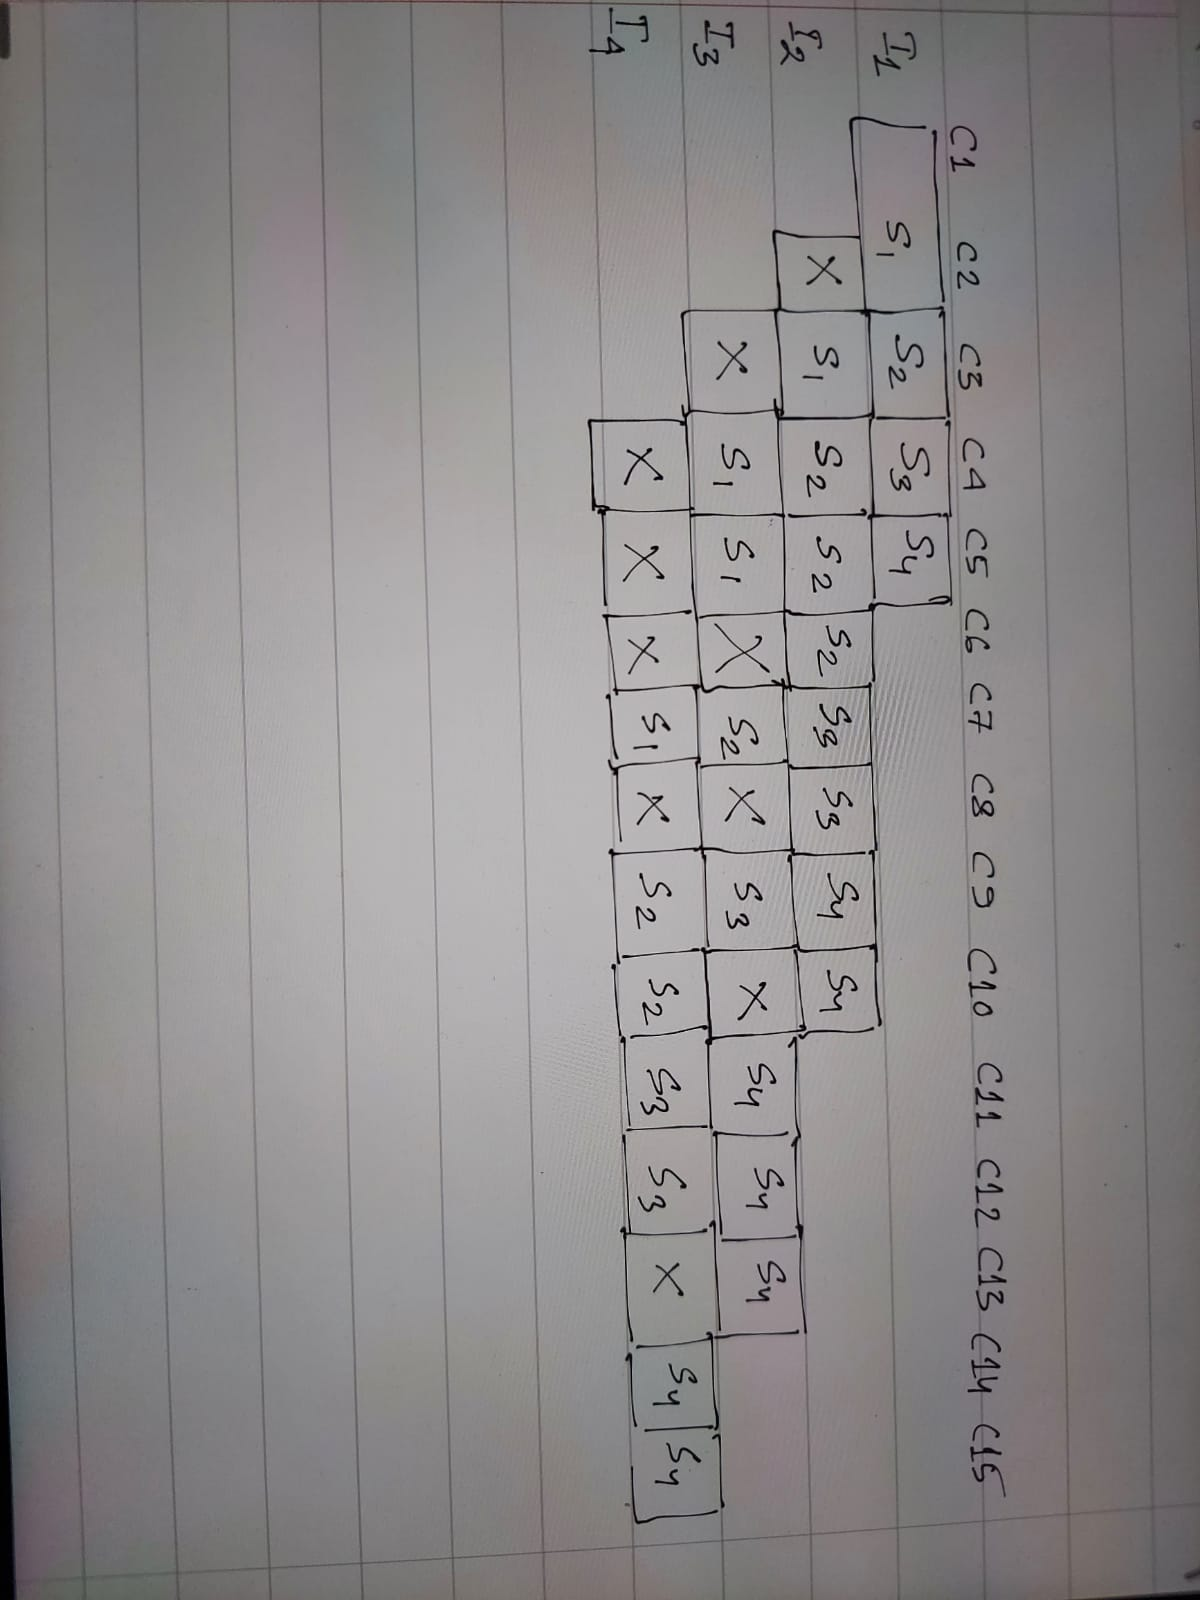 C1 C2 C3 C4 C5 C6 C7 C8 C9 C10 C11 C12 C13 C14 C15
I1 S1 S2 S3 S4
I2 X S1 S2 S2 S2 S3 S3 S4 S4
I3 X S1 S1 X S2 X S3 X S4 S4 S4
I4 X X X S1 X S2 S2 S3 S3 X S4 S4